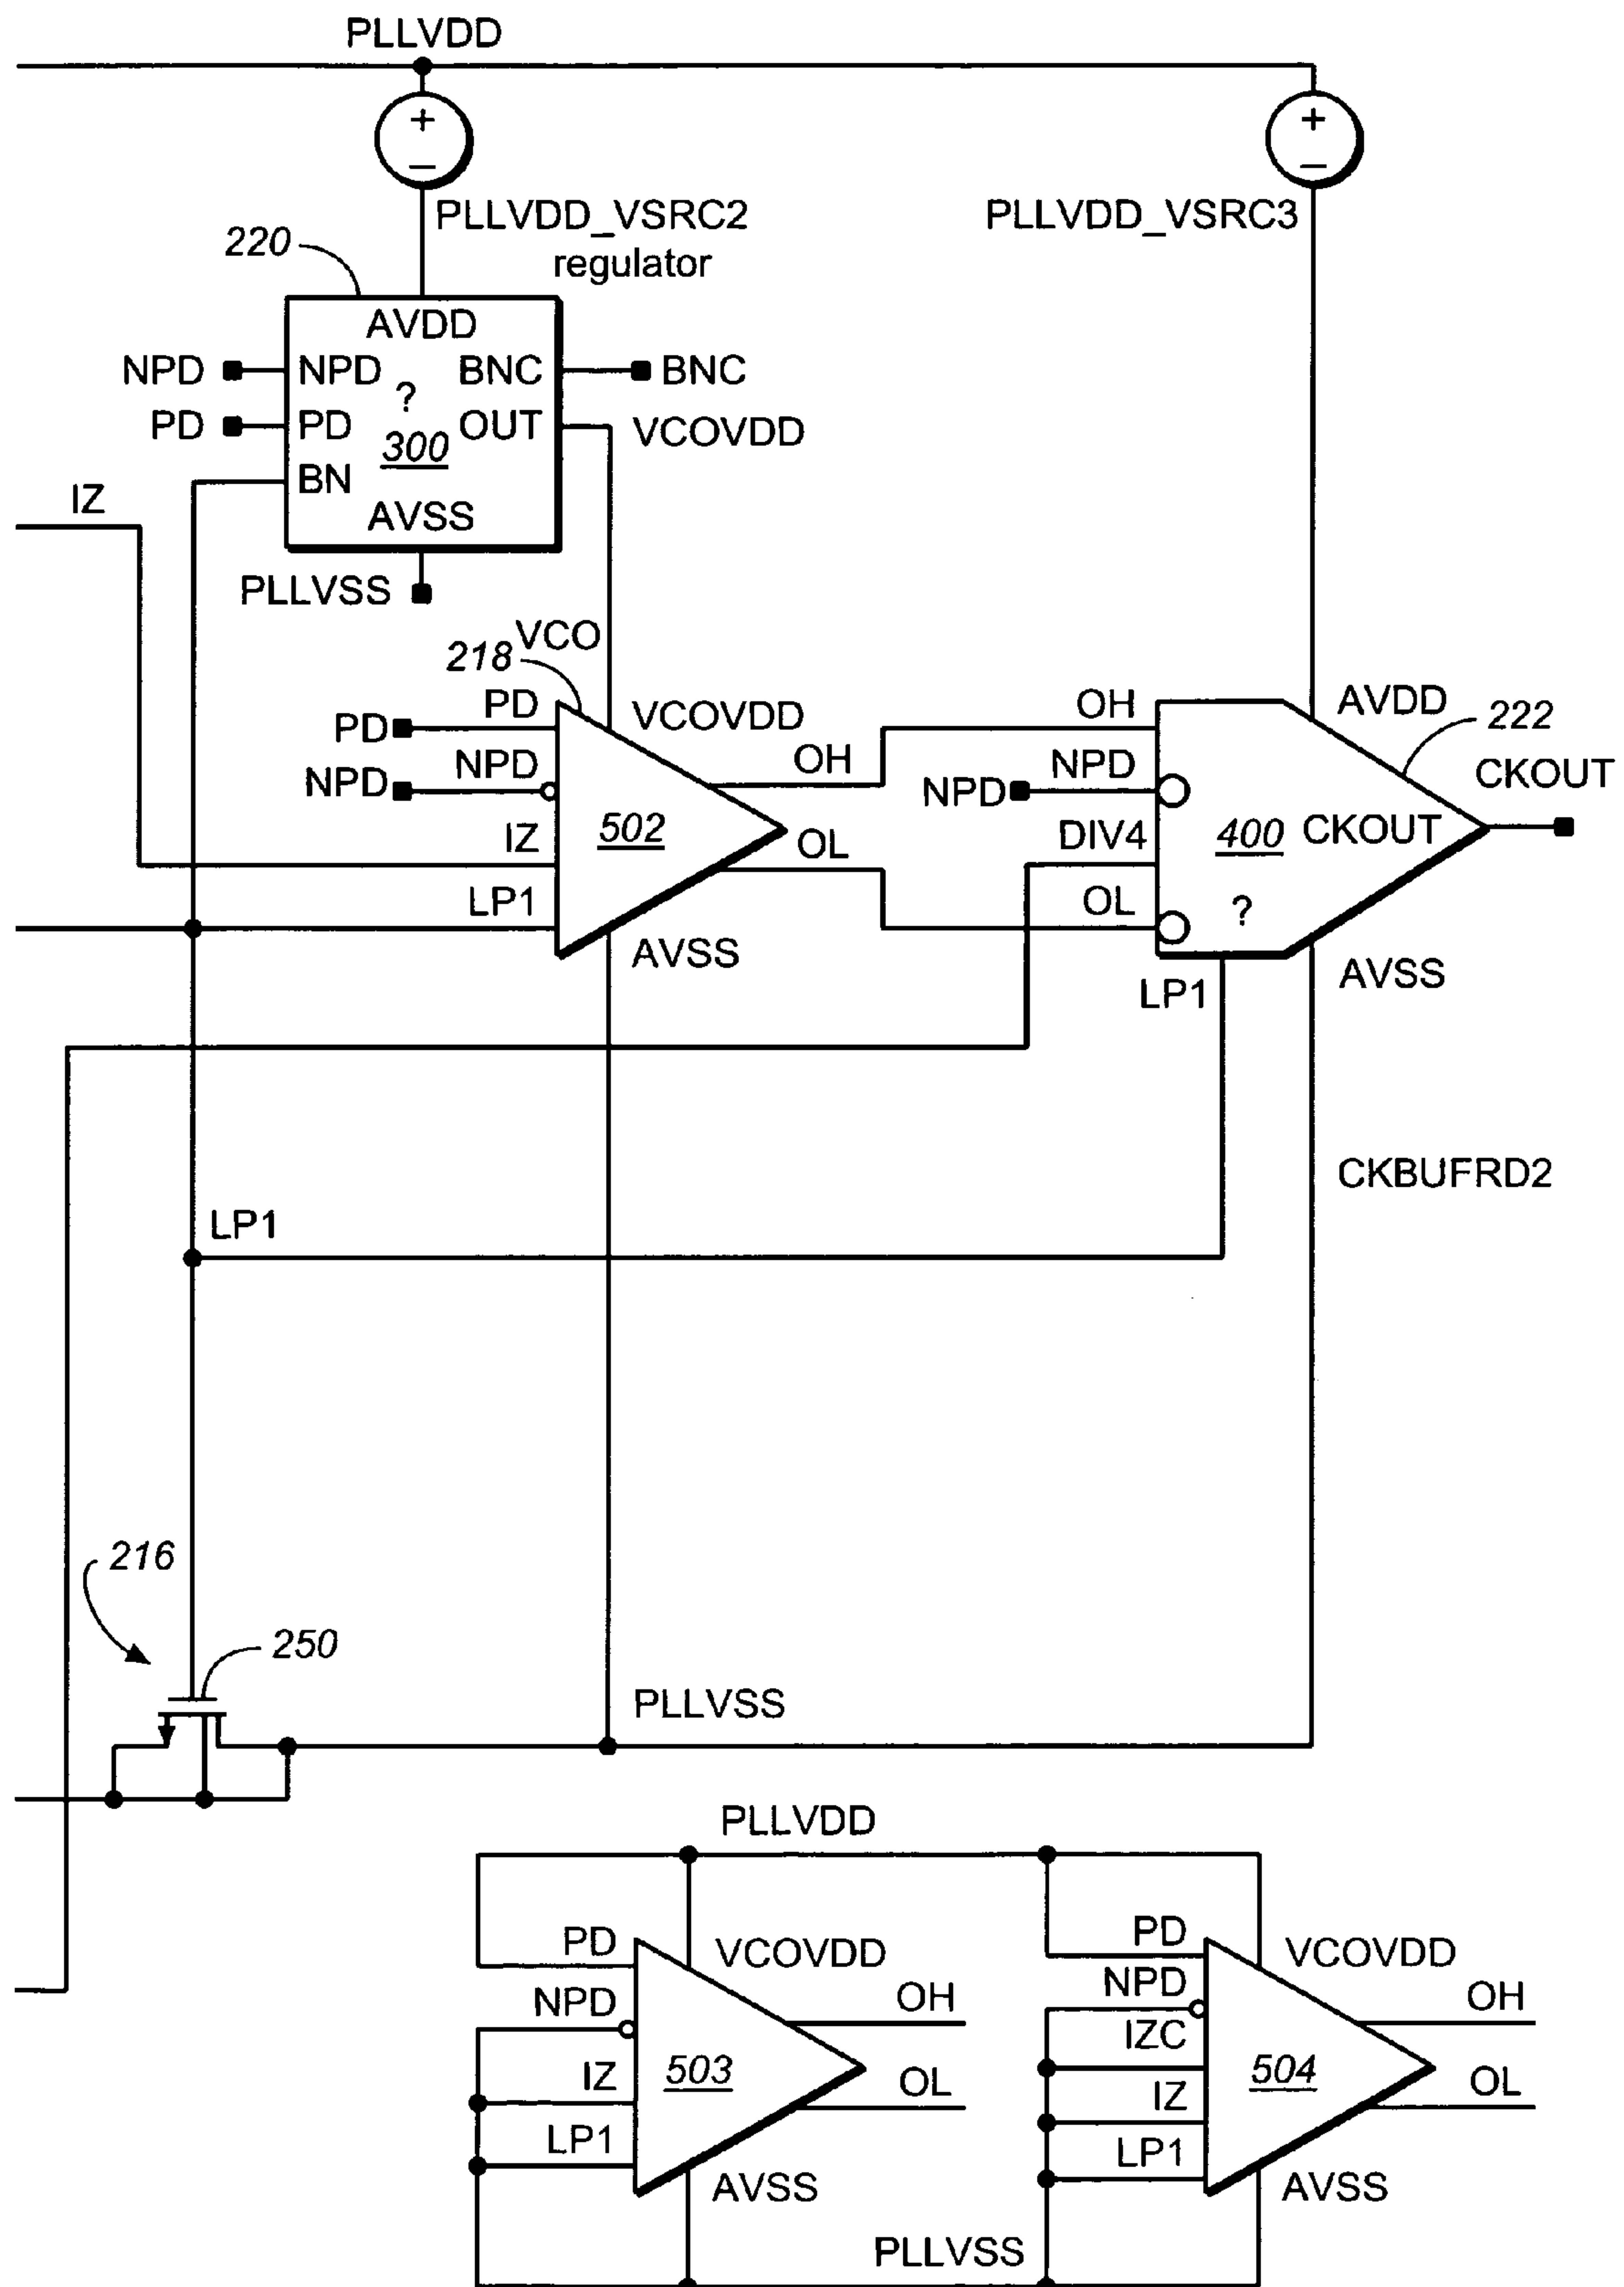 PLLVDD
+
−
+
−
PLLVDD_VSRC2
PLLVDD_VSRC3
220
regulator
AVDD
NPD
NPD
BNC
BNC
?
PD
PD
OUT
VCOVDD
300
BN
IZ
AVSS
PLLVSS
VCO
218
PD
PD
VCOVDD
OH
OH
AVDD
222
NPD
NPD
NPD
NPD
CKOUT
IZ
502
OL
DIV4
400
CKOUT
LP1
OL
?
AVSS
LP1
AVSS
CKBUFRD2
LP1
216
250
PLLVSS
PLLVDD
PD
VCOVDD
PD
VCOVDD
NPD
OH
NPD
OH
IZC
IZ
503
OL
504
OL
IZ
LP1
LP1
AVSS
AVSS
PLLVSS